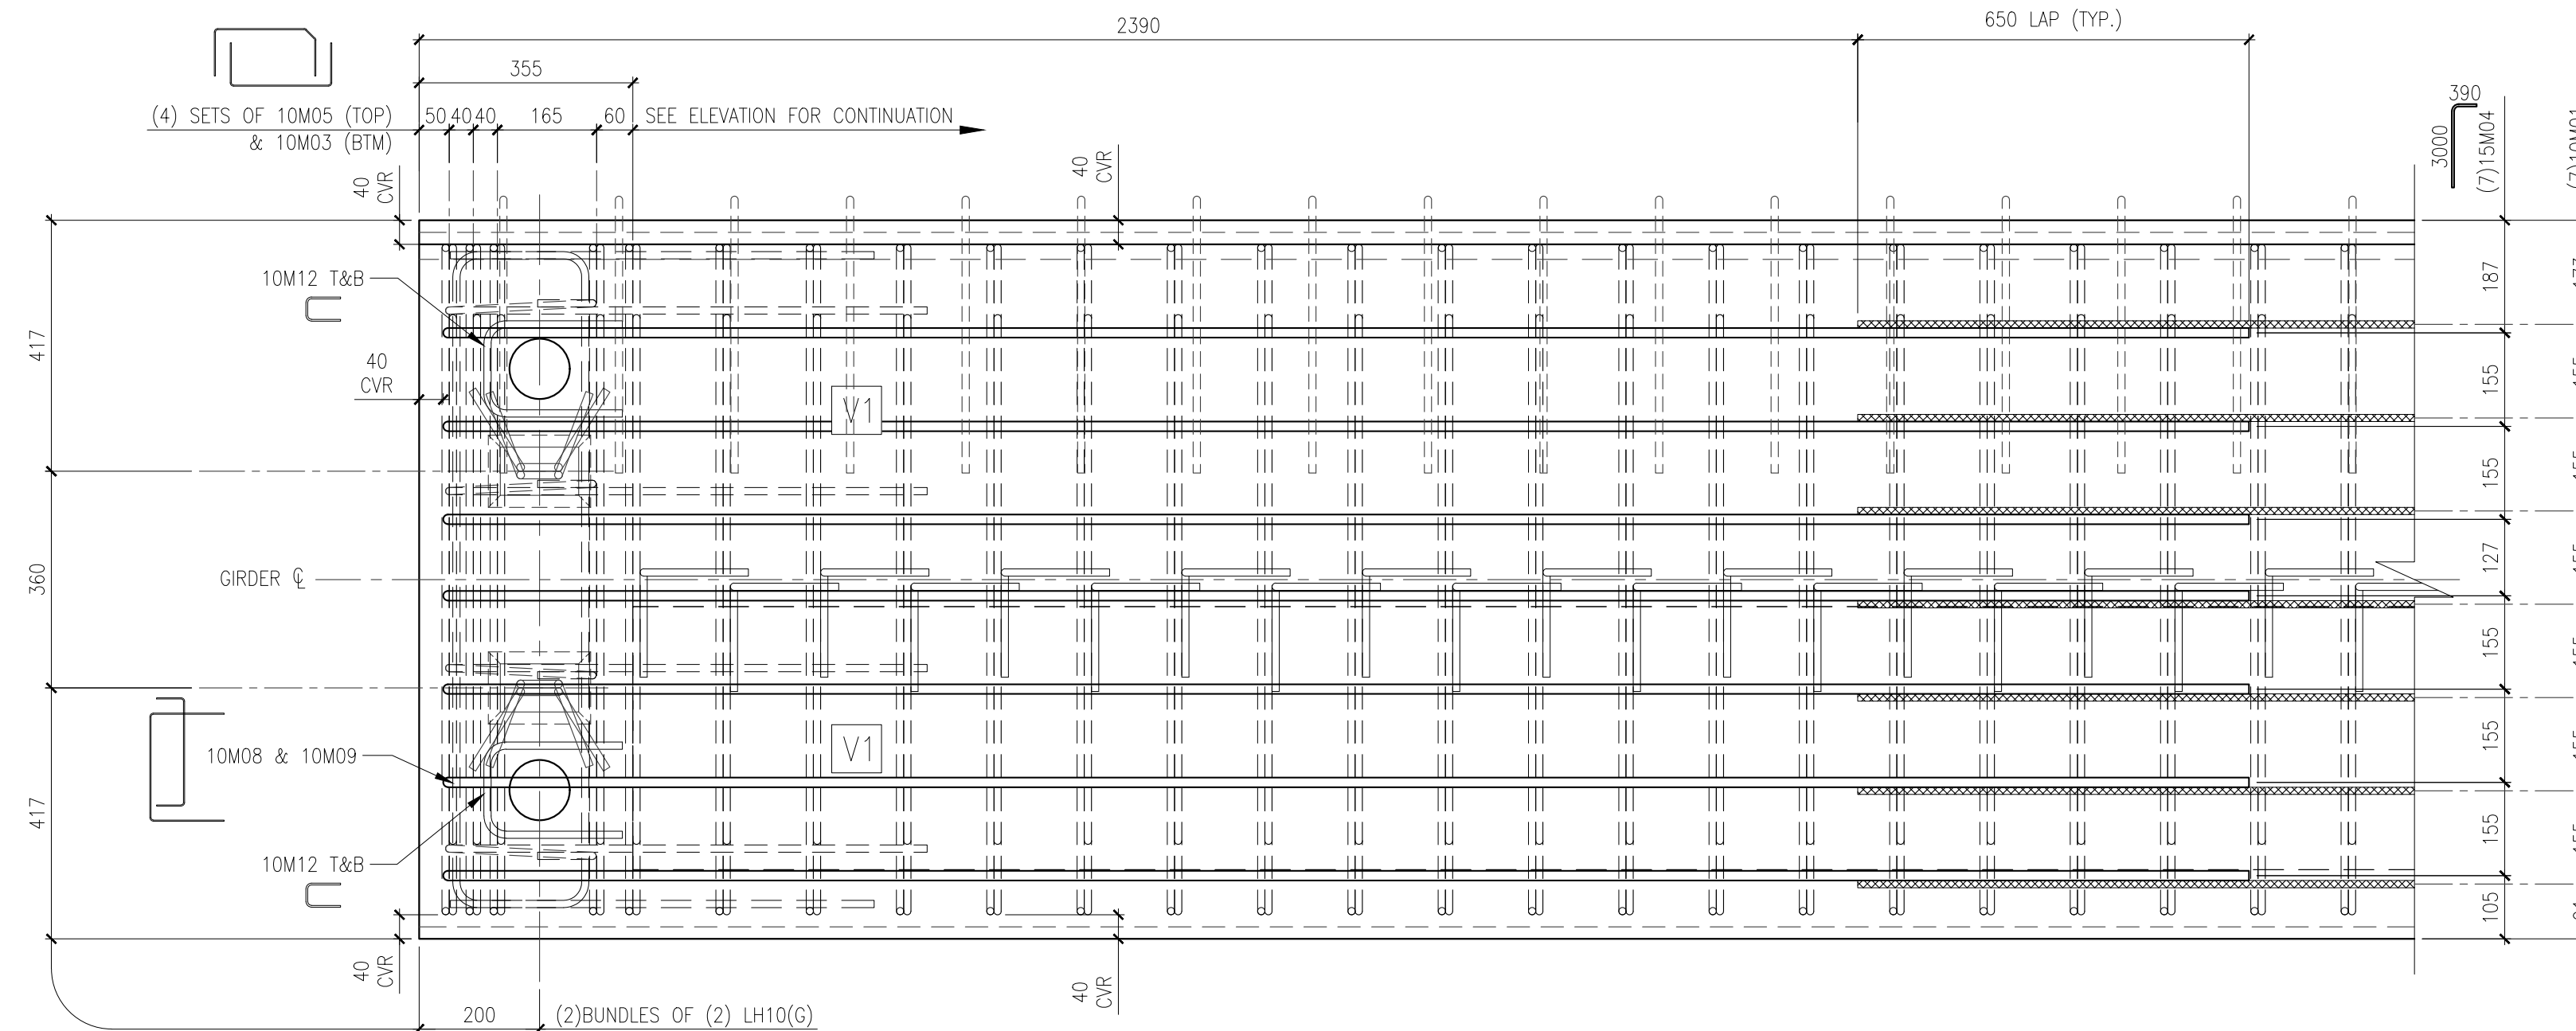 2390
650 LAP (TYP.)
355
(4) SETS OF 10M05 (TOP)
& 10M03 (BTM)
50
40
40
165
60
SEE ELEVATION FOR CONTINUATION
390
3000
(7)15M04
40
CVR
40
CVR
10M12 T&B
417
187
40
CVR
155
V1
155
GIRDER ℄
360
127
155
10M08 & 10M09
V1
155
417
155
10M12 T&B
105
40
CVR
40
CVR
200
(2)BUNDLES OF (2) LH10(G)